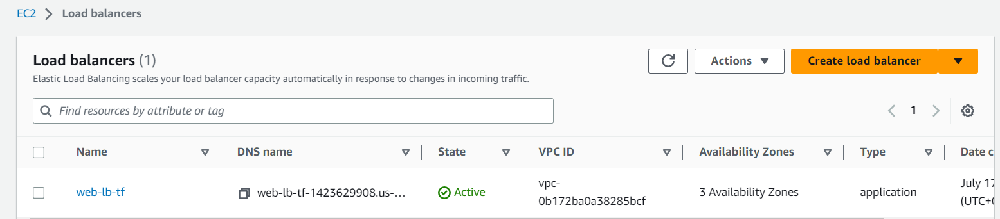 EC2 > Load balancers
Load balancers (1)
Actions
Create load balancer
Elastic Load Balancing scales your load balancer capacity automatically in response to changes in incoming traffic.
Find resources by attribute or tag
1
Name DNS name State VPC ID Availability Zones Type Date c
web-lb-tf web-lb-tf-1423629908.us-... Active vpc- 3 Availability Zones application July 17
0b172ba0a38285bcf (UTC+0